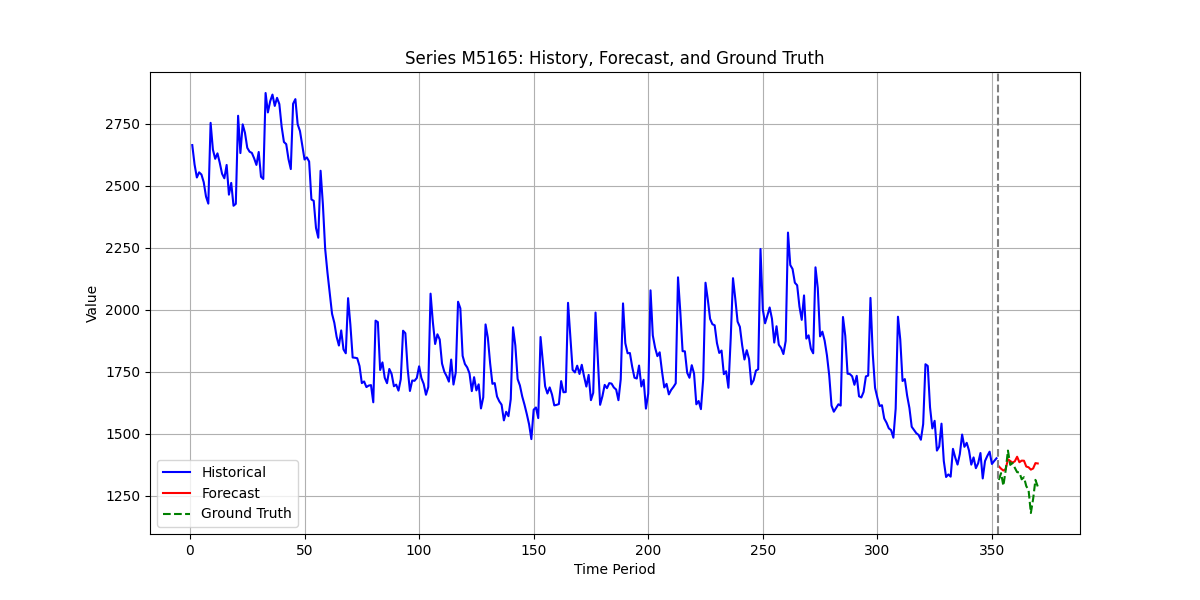 Series M5165: History, Forecast, and Ground Truth
Value
2750
2500
2250
2000
1750
1500
1250
Historical
Forecast
Ground Truth
0 50 100 150 200 250 300 350
Time Period